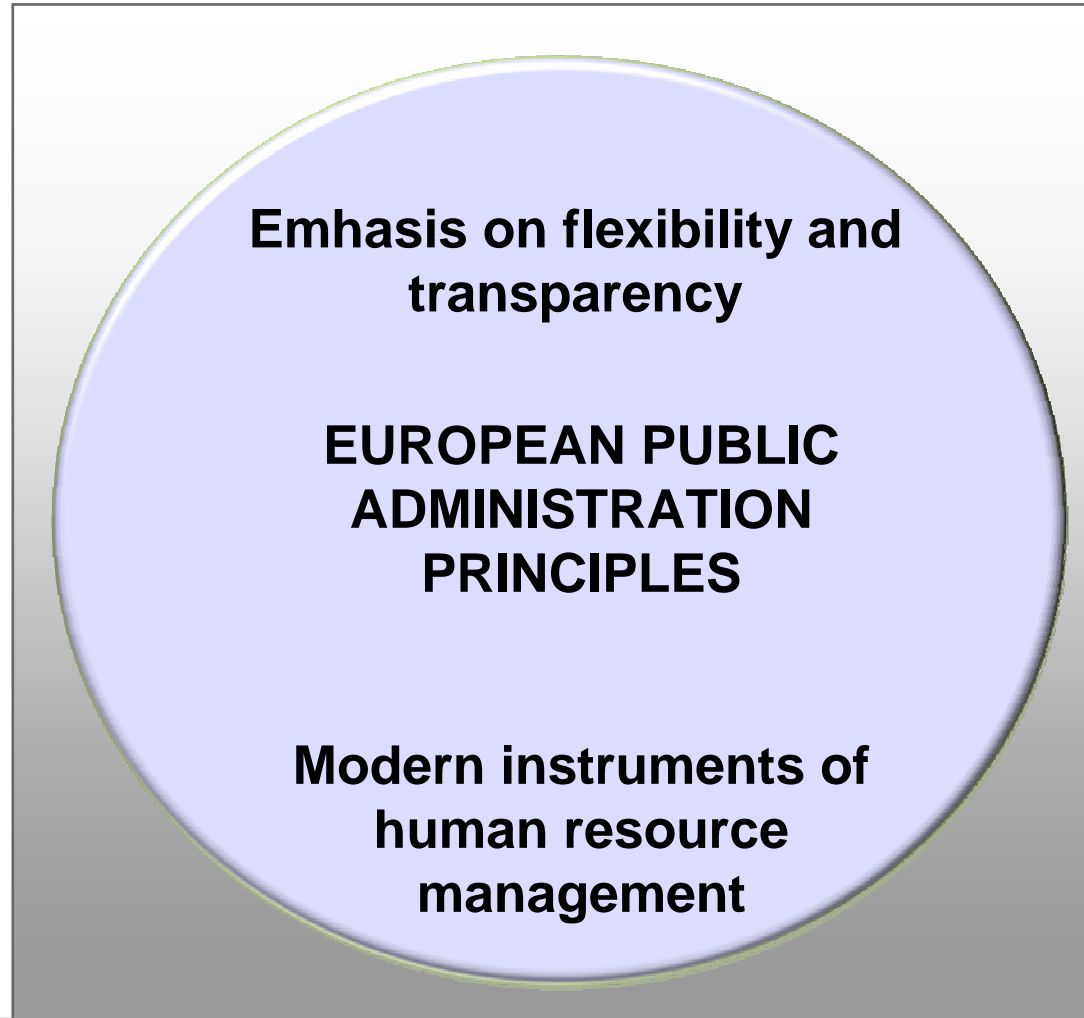 Emhasis on flexibility and
transparency
EUROPEAN PUBLIC
ADMINISTRATION
PRINCIPLES
Modern instruments of
human resource
management